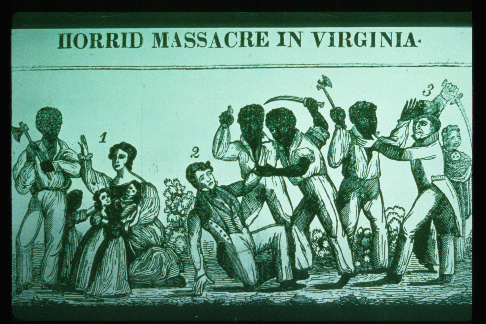 HORRID MASSACRE IN VIRGINIA.
1
2
3